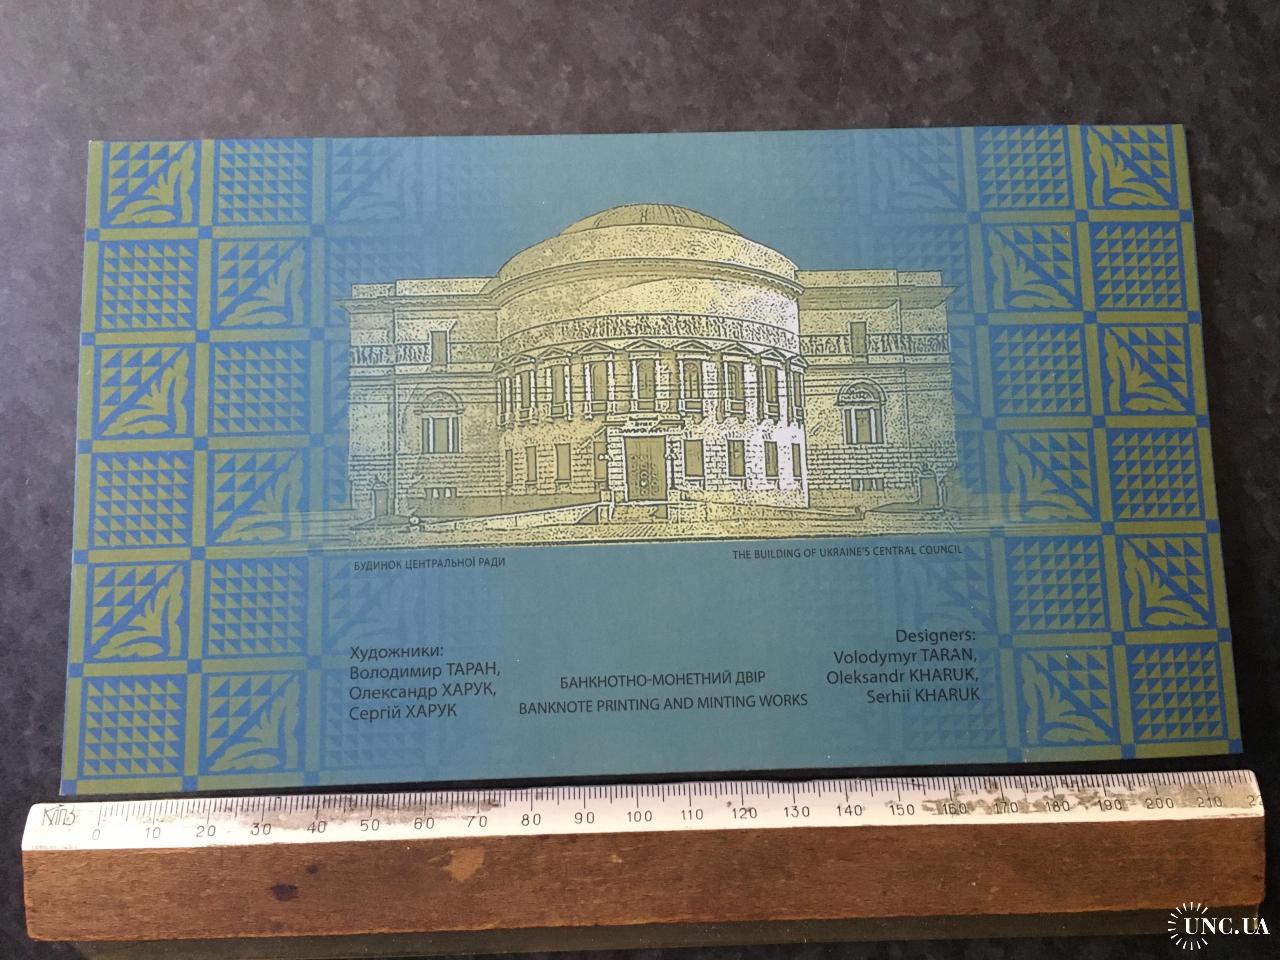 БУДИНОК ЦЕНТРАЛЬНОЇ РАДИ
THE BUILDING OF UKRAINE'S CENTRAL COUNCIL
Художники:
Володимир ТАРАН,
Олександр ХАРУК,
Сергій ХАРУК
БАНКНОТНО-МОНЕТНИЙ ДВІР
BANKNOTE PRINTING AND MINTING WORKS
Designers:
Volodymyr TARAN,
Oleksandr KHARUK,
Serhii KHARUK
0 10 20 30 40 50 60 70 80 90 100 110 120 130 140 150 160 170 180 190 200 210
UNC.UA